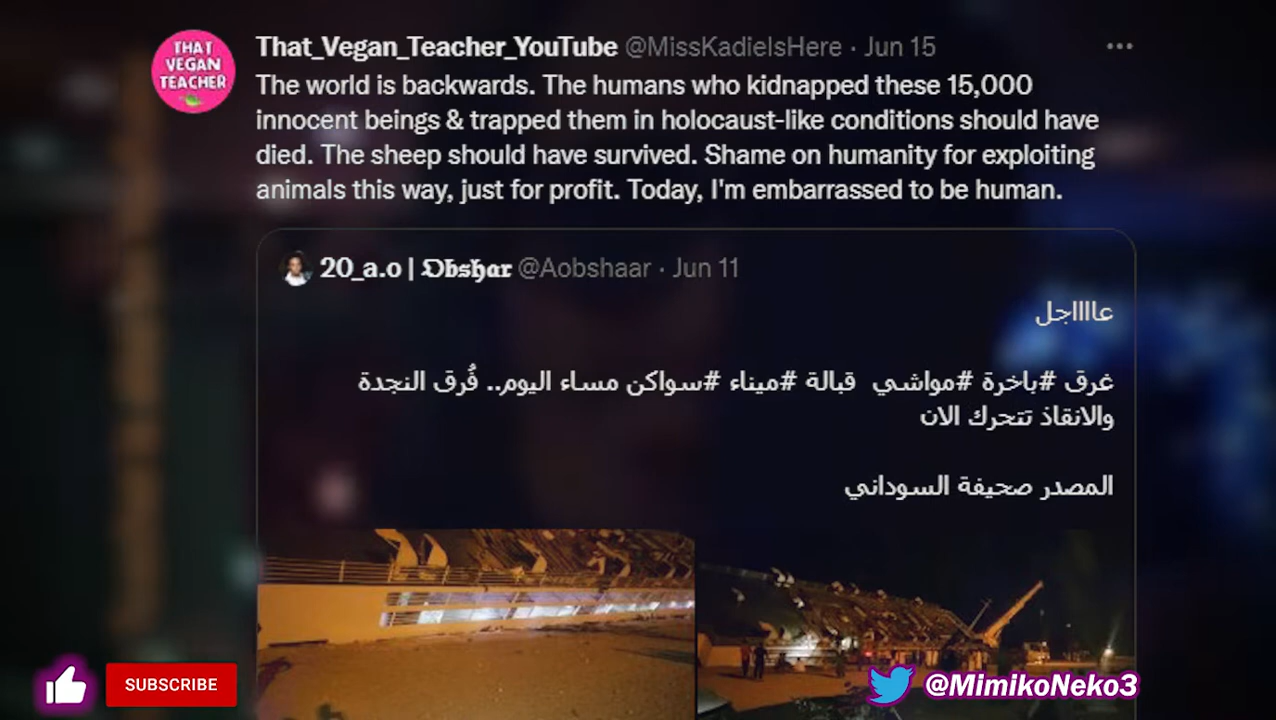 THAT
VEGAN
TEACHER
That_Vegan_Teacher_YouTube @MissKadieIsHere · Jun 15
The world is backwards. The humans who kidnapped these 15,000
innocent beings & trapped them in holocaust-like conditions should have
died. The sheep should have survived. Shame on humanity for exploiting
animals this way, just for profit. Today, I'm embarrassed to be human.
20_a.o | 𝕺𝖇𝖘𝖍𝖆𝖗 @Aobshaar · Jun 11
عااااجل
غرق #باخرة #مواشي قبالة #ميناء #سواكن مساء اليوم.. فُرق النجدة
والانقاذ تتحرك الان
المصدر صحيفة السوداني
SUBSCRIBE
@MimikoNeko3